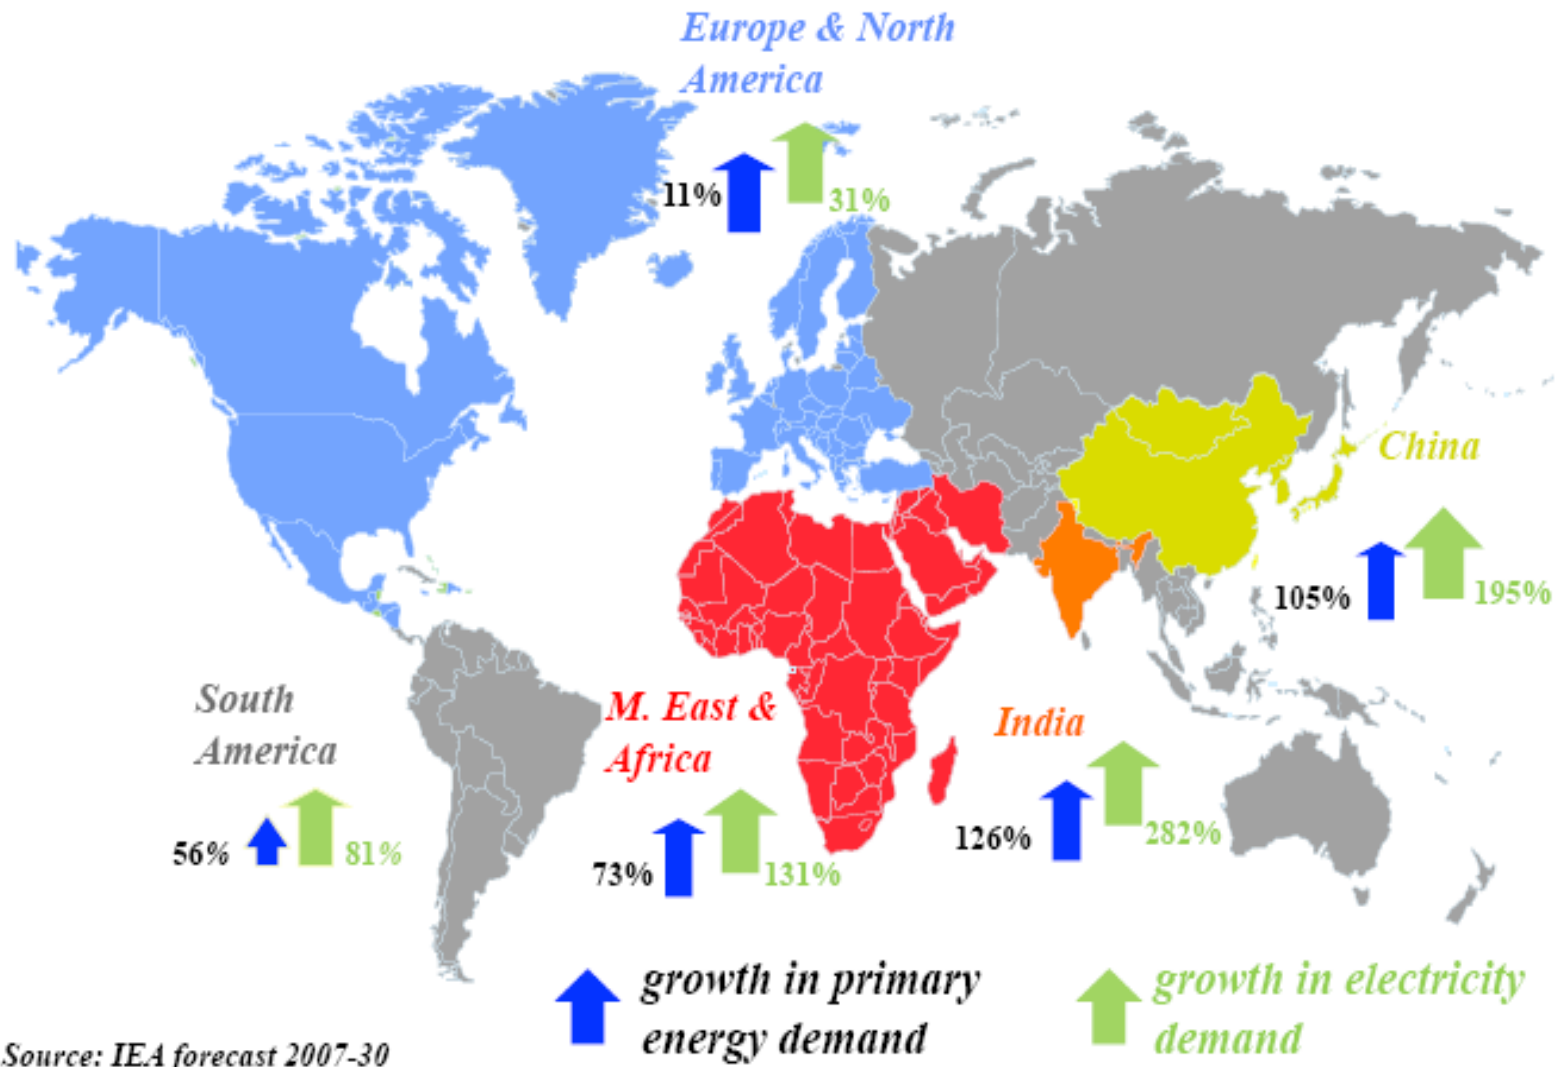 Europe & North
America
11%
31%
China
105%
195%
South
America
56%
81%
M. East &
Africa
73%
131%
India
126%
282%
growth in primary
energy demand
growth in electricity
demand
Source: IEA forecast 2007-30